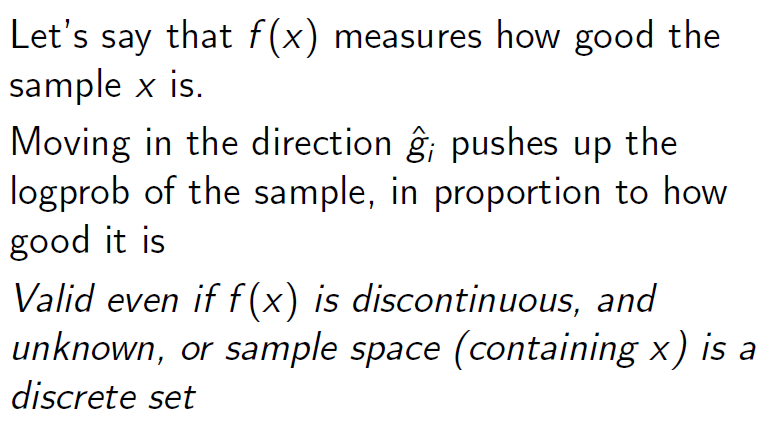 Let's say that f(x) measures how good the
sample x is.
Moving in the direction ĝᵢ pushes up the
logprob of the sample, in proportion to how
good it is
Valid even if f(x) is discontinuous, and
unknown, or sample space (containing x) is a
discrete set